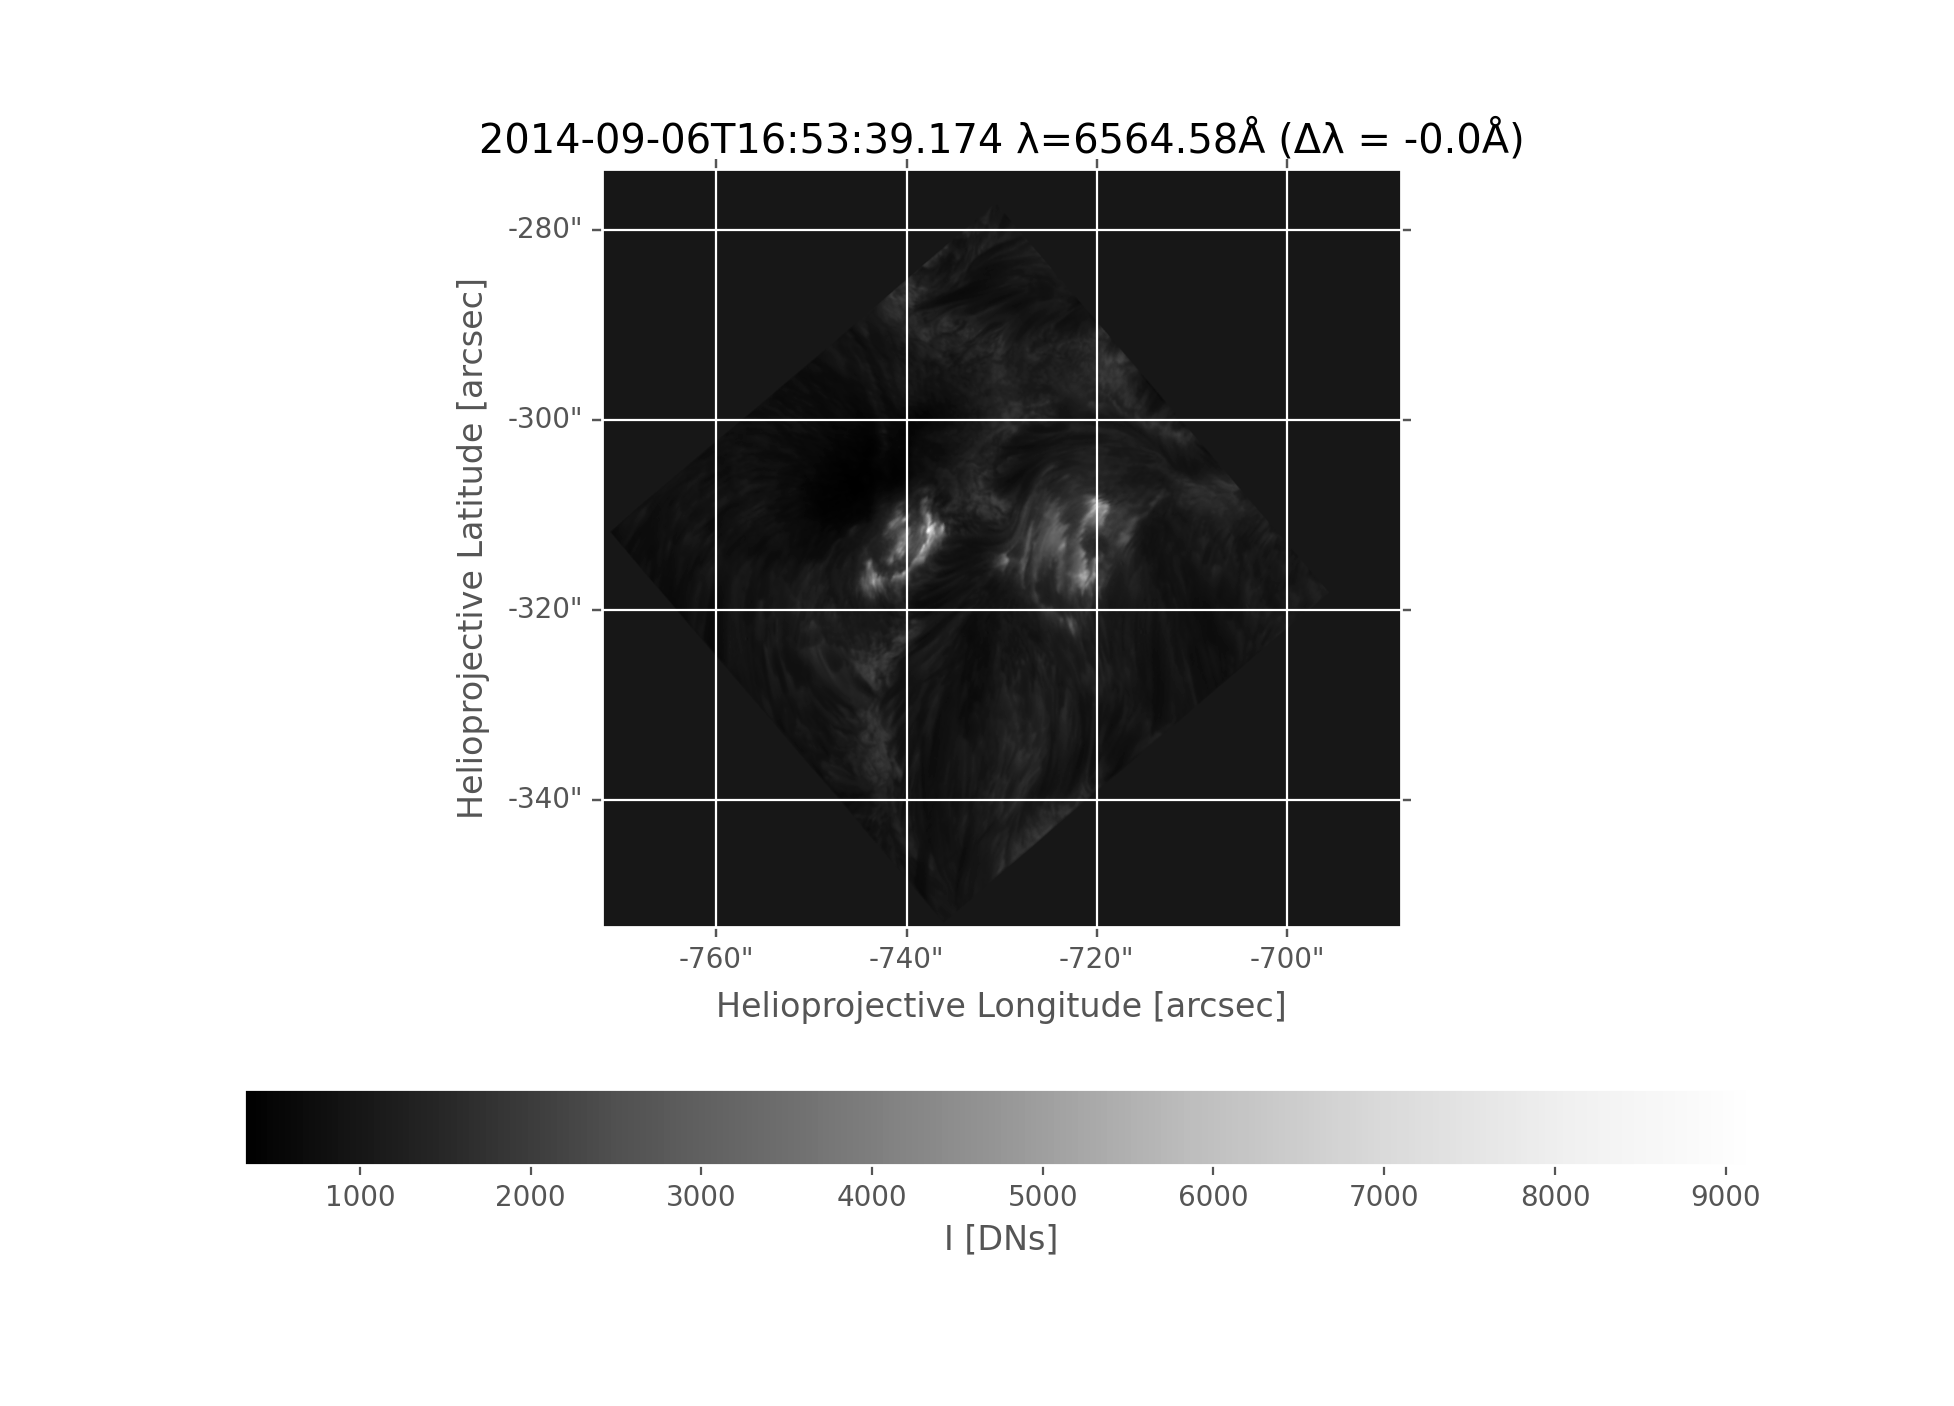 2014-09-06T16:53:39.174 λ=6564.58Å (Δλ = -0.0Å)
-280"
-300"
-320"
-340"
Helioprojective Latitude [arcsec]
-760" -740" -720" -700"
Helioprojective Longitude [arcsec]
1000 2000 3000 4000 5000 6000 7000 8000 9000
I [DNs]